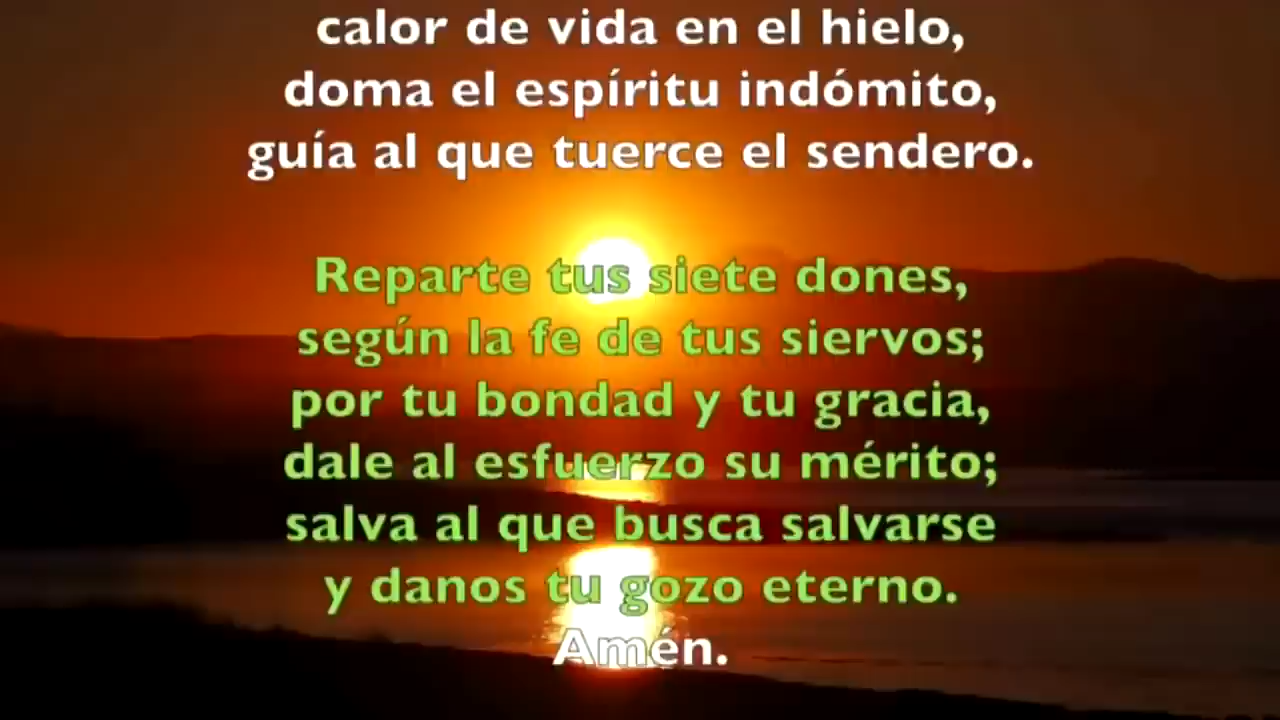 calor de vida en el hielo,
doma el espíritu indómito,
guía al que tuerce el sendero.
Reparte tus siete dones,
según la fe de tus siervos;
por tu bondad y tu gracia,
dale al esfuerzo su mérito;
salva al que busca salvarse
y danos tu gozo eterno.
Amén.